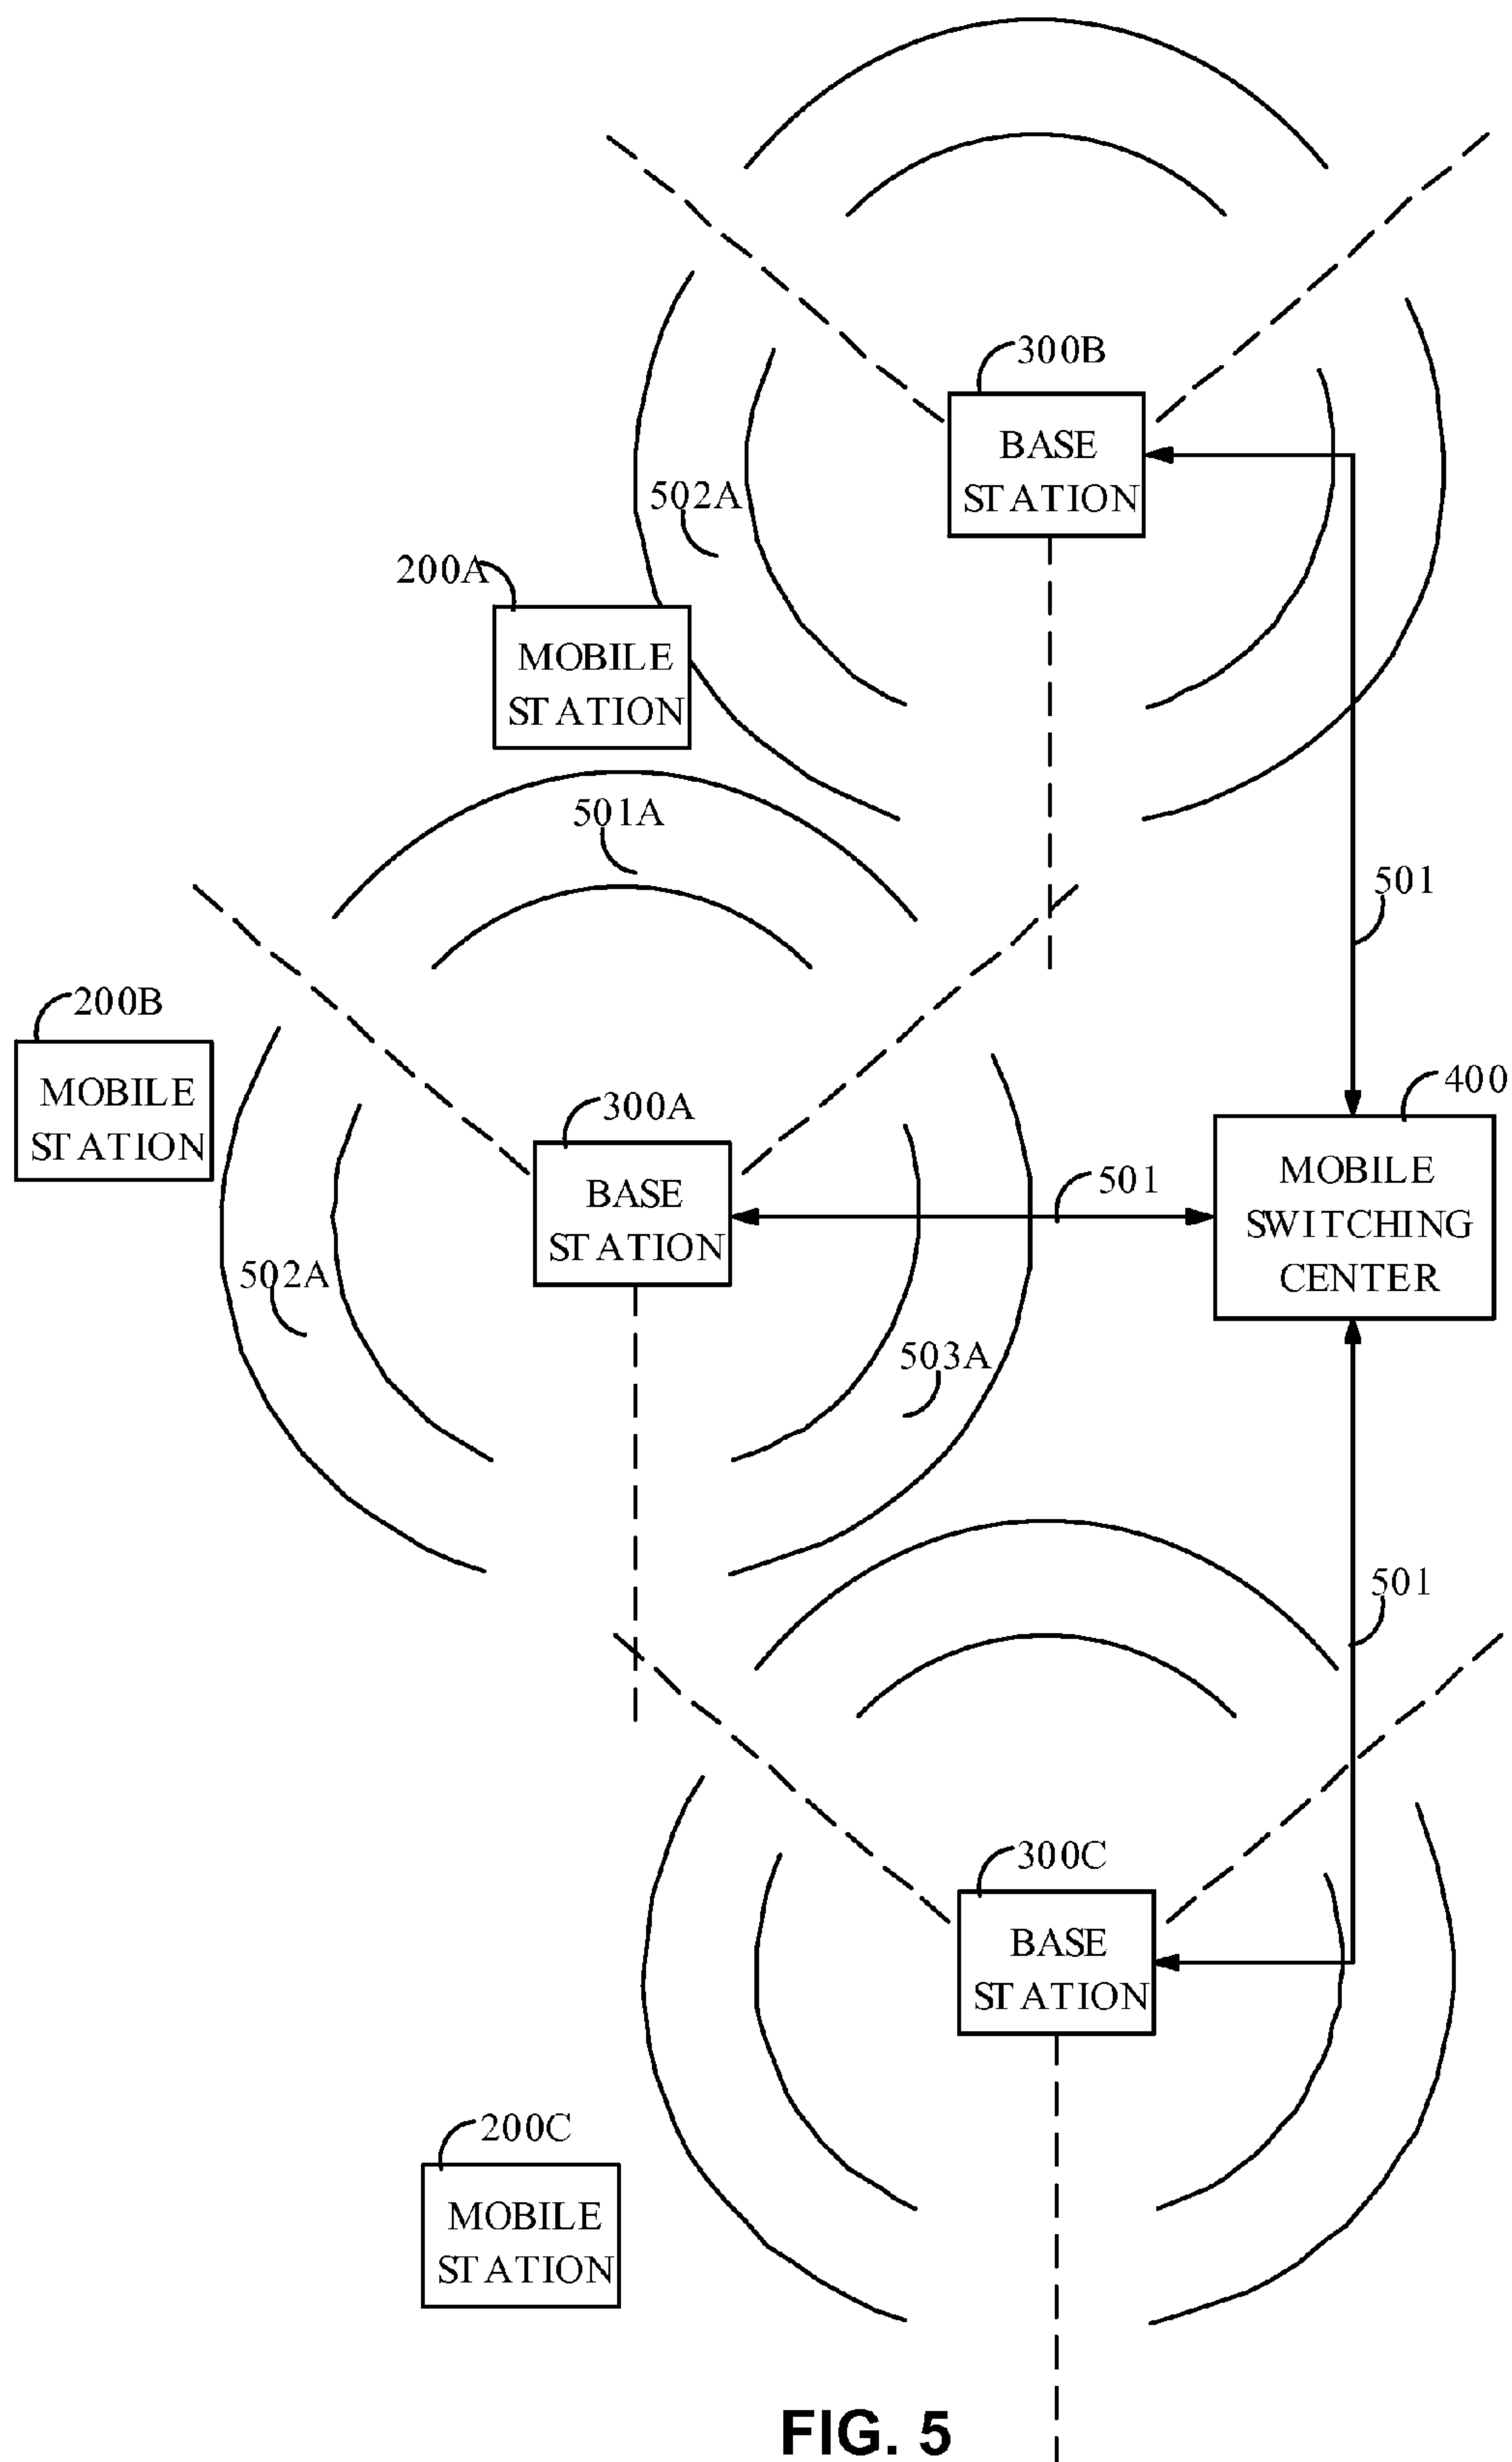 300B
BASE
STATION
502A
200A
MOBILE
STATION
501A
501
200B
MOBILE
STATION
300A
BASE
STATION
501
400
MOBILE
SWITCHING
CENTER
502A
503A
501
300C
BASE
STATION
200C
MOBILE
STATION
FIG. 5